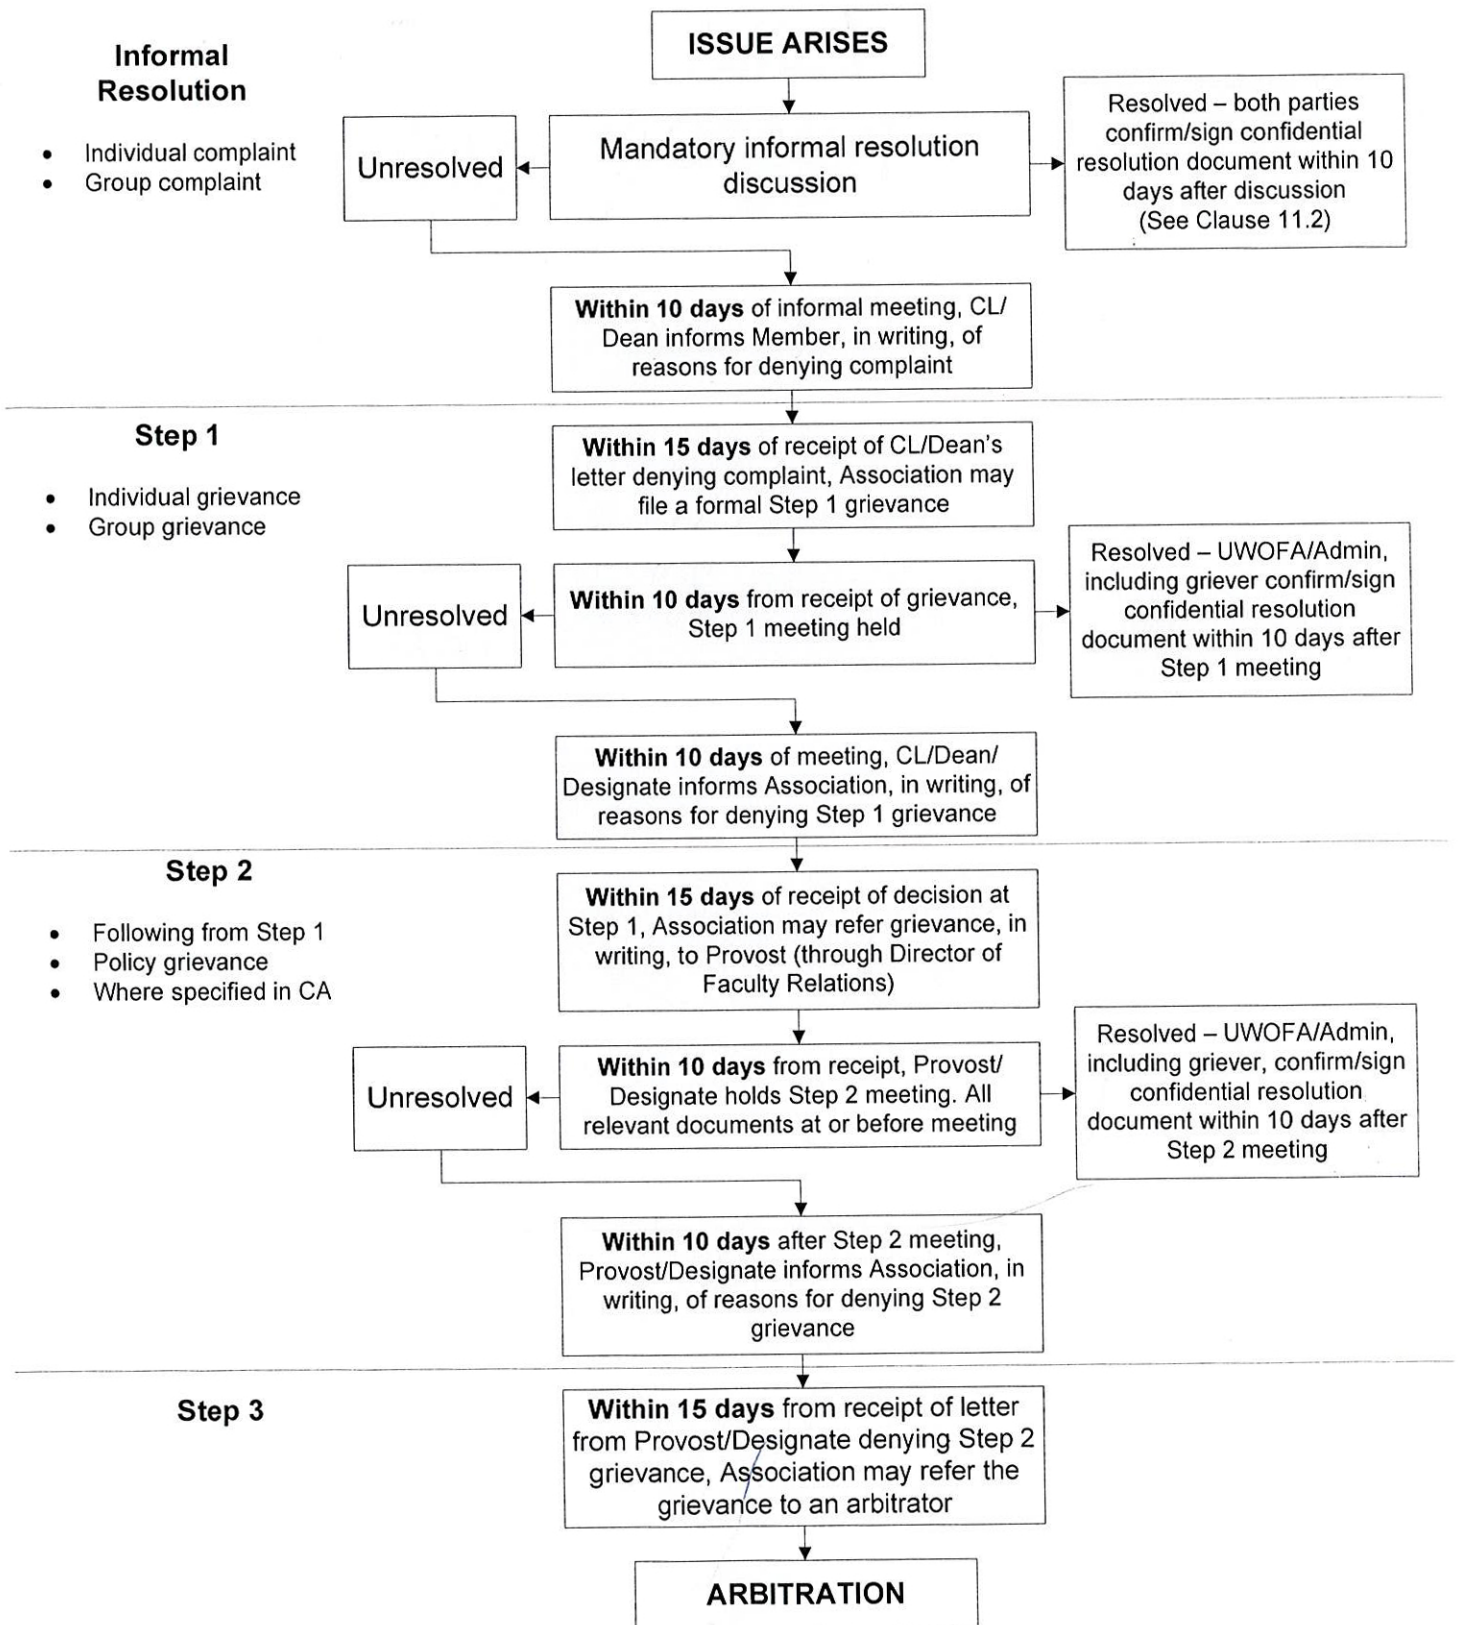 ISSUE ARISES
Informal
Resolution
• Individual complaint
• Group complaint
Unresolved
Mandatory informal resolution
discussion
Resolved – both parties
confirm/sign confidential
resolution document within 10
days after discussion
(See Clause 11.2)
Within 10 days of informal meeting, CL/
Dean informs Member, in writing, of
reasons for denying complaint
Step 1
• Individual grievance
• Group grievance
Within 15 days of receipt of CL/Dean's
letter denying complaint, Association may
file a formal Step 1 grievance
Unresolved
Within 10 days from receipt of grievance,
Step 1 meeting held
Resolved – UWOFA/Admin,
including griever confirm/sign
confidential resolution
document within 10 days after
Step 1 meeting
Within 10 days of meeting, CL/Dean/
Designate informs Association, in writing, of
reasons for denying Step 1 grievance
Step 2
• Following from Step 1
• Policy grievance
• Where specified in CA
Within 15 days of receipt of decision at
Step 1, Association may refer grievance, in
writing, to Provost (through Director of
Faculty Relations)
Unresolved
Within 10 days from receipt, Provost/
Designate holds Step 2 meeting. All
relevant documents at or before meeting
Resolved – UWOFA/Admin,
including griever, confirm/sign
confidential resolution
document within 10 days after
Step 2 meeting
Within 10 days after Step 2 meeting,
Provost/Designate informs Association, in
writing, of reasons for denying Step 2
grievance
Step 3
Within 15 days from receipt of letter
from Provost/Designate denying Step 2
grievance, Association may refer the
grievance to an arbitrator
ARBITRATION